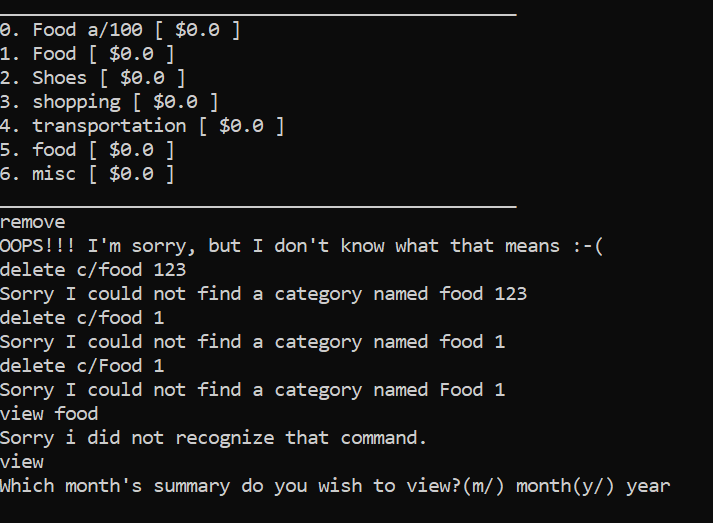 0. Food a/100 [ $0.0 ]
1. Food [ $0.0 ]
2. Shoes [ $0.0 ]
3. shopping [ $0.0 ]
4. transportation [ $0.0 ]
5. food [ $0.0 ]
6. misc [ $0.0 ]
remove
OOPS!!! I'm sorry, but I don't know what that means :-(
delete c/food 123
Sorry I could not find a category named food 123
delete c/food 1
Sorry I could not find a category named food 1
delete c/Food 1
Sorry I could not find a category named Food 1
view food
Sorry i did not recognize that command.
view
Which month's summary do you wish to view?(m/) month(y/) year